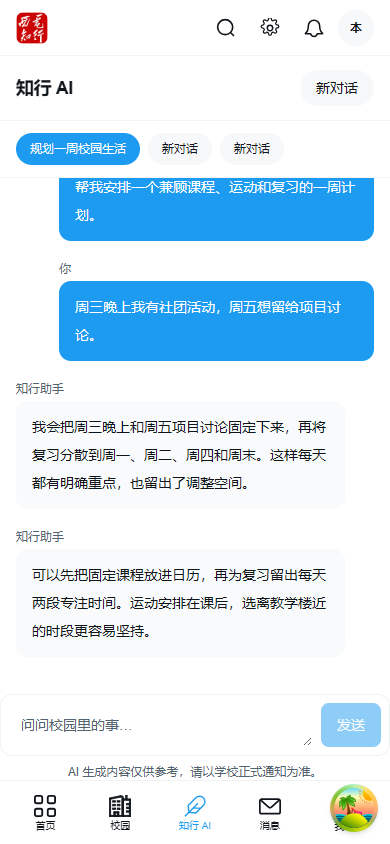 西电
知行
本
知行 AI
新对话
规划一周校园生活
新对话
新对话
帮我安排一个兼顾课程、运动和复习的一周计
划。
你
周三晚上我有社团活动，周五想留给项目讨
论。
知行助手
我会把周三晚上和周五项目讨论固定下来，再将
复习分散到周一、周二、周四和周末。这样每天
都有明确重点，也留出了调整空间。
知行助手
可以先把固定课程放进日历，再为复习留出每天
两段专注时间。运动安排在课后，选离教学楼近
的时段更容易坚持。
问问校园里的事...
发送
AI 生成内容仅供参考，请以学校正式通知为准。
首页
校园
知行 AI
消息